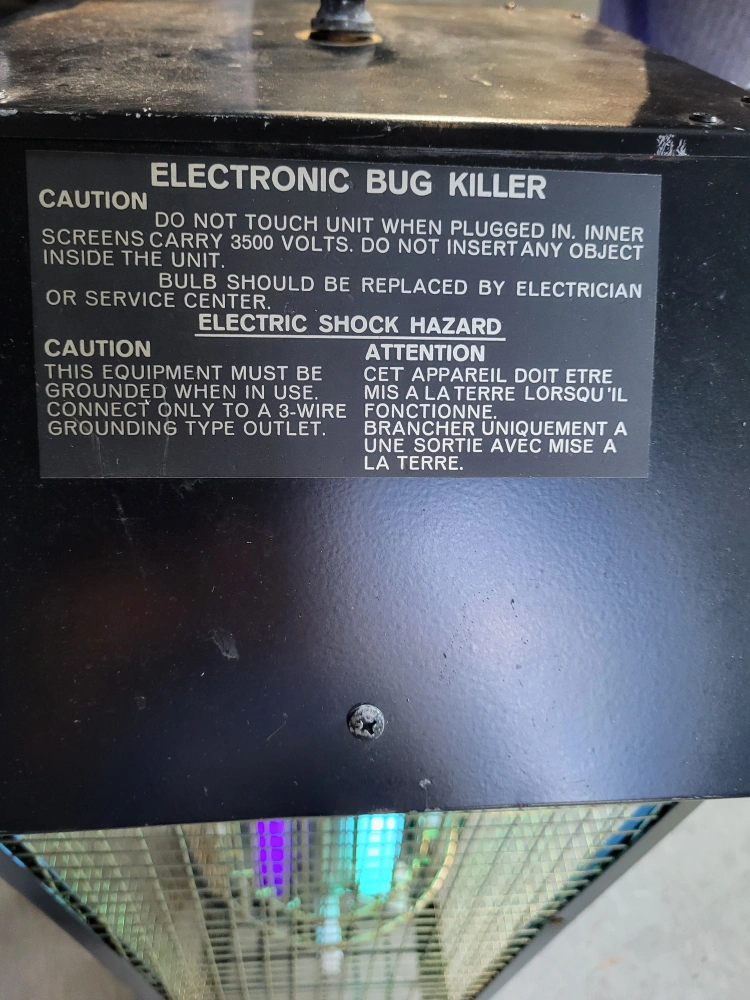 ELECTRONIC BUG KILLER
CAUTION
DO NOT TOUCH UNIT WHEN PLUGGED IN. INNER
SCREENS CARRY 3500 VOLTS. DO NOT INSERT ANY OBJECT
INSIDE THE UNIT.
BULB SHOULD BE REPLACED BY ELECTRICIAN
OR SERVICE CENTER.
ELECTRIC SHOCK HAZARD
CAUTION
THIS EQUIPMENT MUST BE
GROUNDED WHEN IN USE.
CONNECT ONLY TO A 3-WIRE
GROUNDING TYPE OUTLET.
ATTENTION
CET APPAREIL DOIT ETRE
MIS A LA TERRE LORSQU'IL
FONCTIONNE.
BRANCHER UNIQUEMENT A
UNE SORTIE AVEC MISE A
LA TERRE.